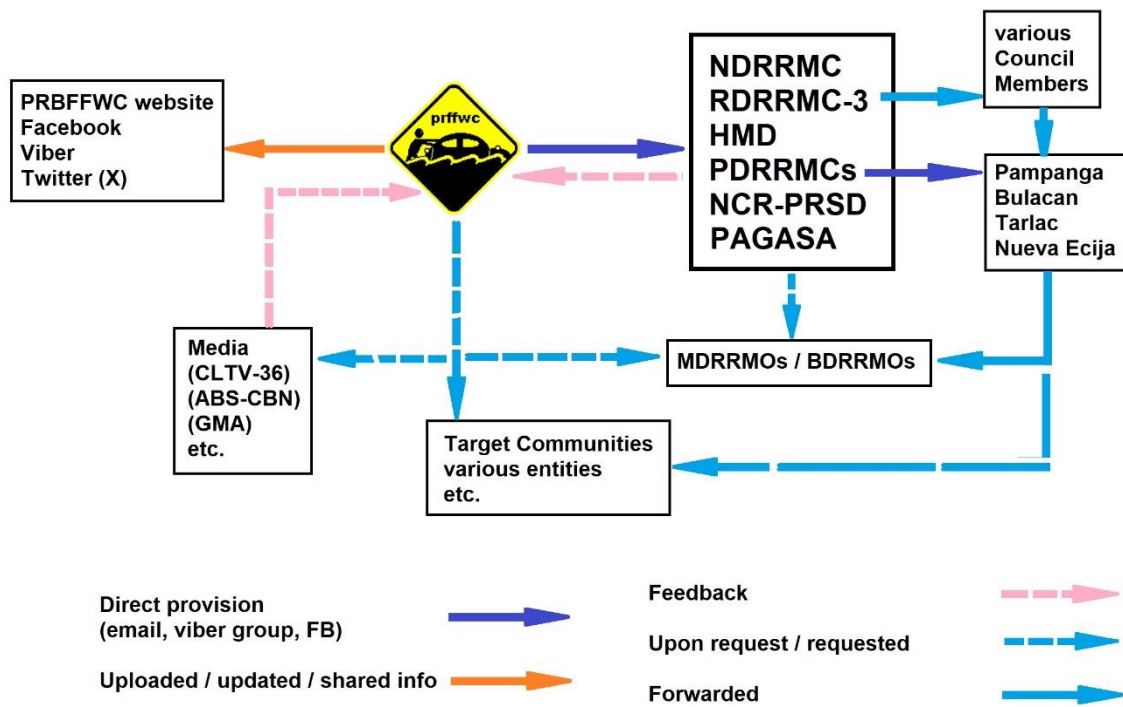 PRBFFWC website
Facebook
Viber
Twitter (X)
prffwc
NDRRMC
RDRRMC-3
HMD
PDRRMCs
NCR-PRSD
PAGASA
various
Council
Members
Pampanga
Bulacan
Tarlac
Nueva Ecija
Media
(CLTV-36)
(ABS-CBN)
(GMA)
etc.
MDRRMOs / BDRRMOs
Target Communities
various entities
etc.
Direct provision
(email, viber group, FB)
Uploaded / updated / shared info
Feedback
Upon request / requested
Forwarded